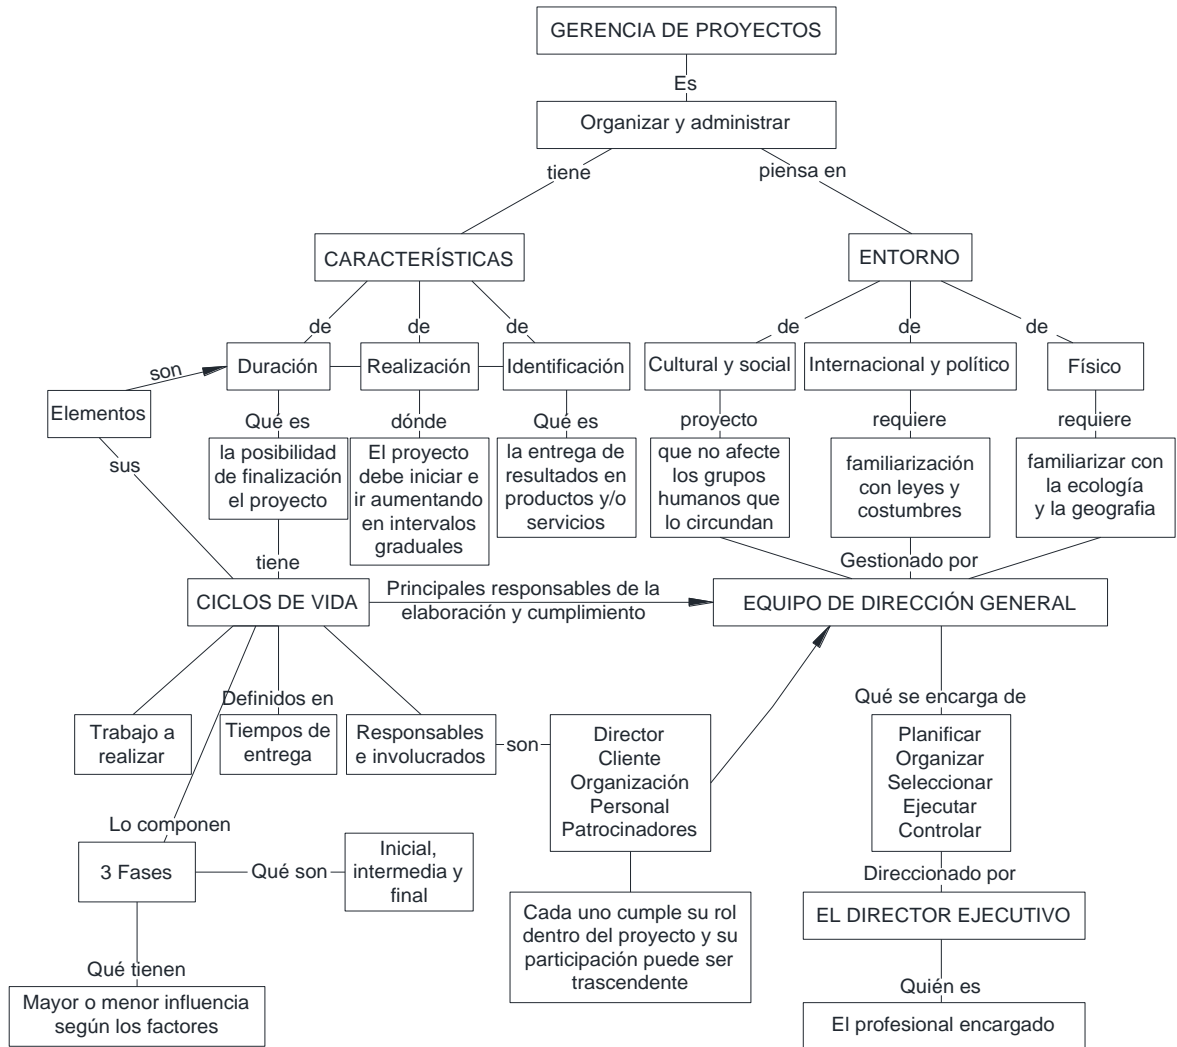 GERENCIA DE PROYECTOS
Es
Organizar y administrar
tiene
piensa en
CARACTERÍSTICAS
ENTORNO
de
de
de
de
de
de
Duración
Realización
Identificación
Cultural y social
Internacional y político
Físico
son
Elementos
Qué es
dónde
Qué es
proyecto
requiere
requiere
la posibilidad
de finalización
el proyecto
El proyecto
debe iniciar e
ir aumentando
en intervalos
graduales
la entrega de
resultados en
productos y/o
servicios
que no afecte
los grupos
humanos que
lo circundan
familiarización
con leyes y
costumbres
familiarizar con
la ecología
y la geografia
sus
tiene
Gestionado por
CICLOS DE VIDA
Principales responsables de la
elaboración y cumplimiento
EQUIPO DE DIRECCIÓN GENERAL
Definidos en
Qué se encarga de
Trabajo a
realizar
Tiempos de
entrega
Responsables
e involucrados
son
Director
Cliente
Organización
Personal
Patrocinadores
Planificar
Organizar
Seleccionar
Ejecutar
Controlar
Lo componen
3 Fases
Qué son
Inicial,
intermedia y
final
Direccionado por
Cada uno cumple su rol
dentro del proyecto y su
participación puede ser
trascendente
EL DIRECTOR EJECUTIVO
Qué tienen
Quién es
Mayor o menor influencia
según los factores
El profesional encargado